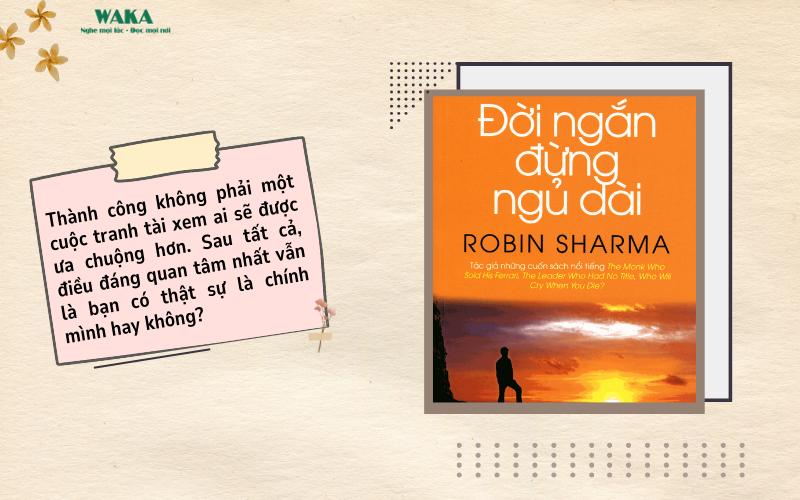 WAKA
Nghe mọi lúc - Đọc mọi nơi
Thành công không phải một
cuộc tranh tài xem ai sẽ được
ưa chuộng hơn. Sau tất cả,
điều đáng quan tâm nhất vẫn
là bạn có thật sự là chính
mình hay không?
Đời ngắn
đừng
ngủ dài
ROBIN SHARMA
Tác giả những cuốn sách nổi tiếng The Monk Who
Sold His Ferrari, The Leader Who Had No Title, Who Will
Cry When You Die?